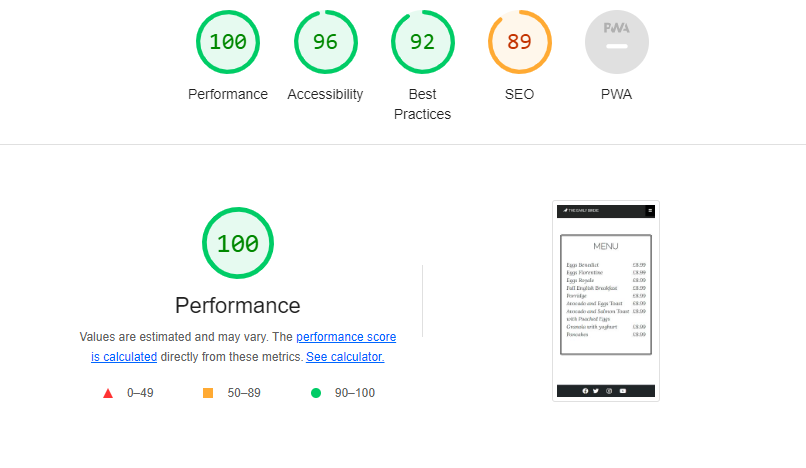 100
96
92
89
PWA
Performance
Accessibility
Best
Practices
SEO
PWA
100
Performance
Values are estimated and may vary. The performance score
is calculated directly from these metrics. See calculator.
0–49
50–89
90–100
THE EARLY BIRDIE
MENU
Eggs Benedict £8.99
Eggs Florentine £8.99
Eggs Royale £8.99
Full English Breakfast £8.99
Porridge £8.99
Avocado and Eggs Toast £8.99
Avocado and Salmon Toast £8.99
with Poached Eggs
Granola with yoghurt £8.99
Pancakes £8.99